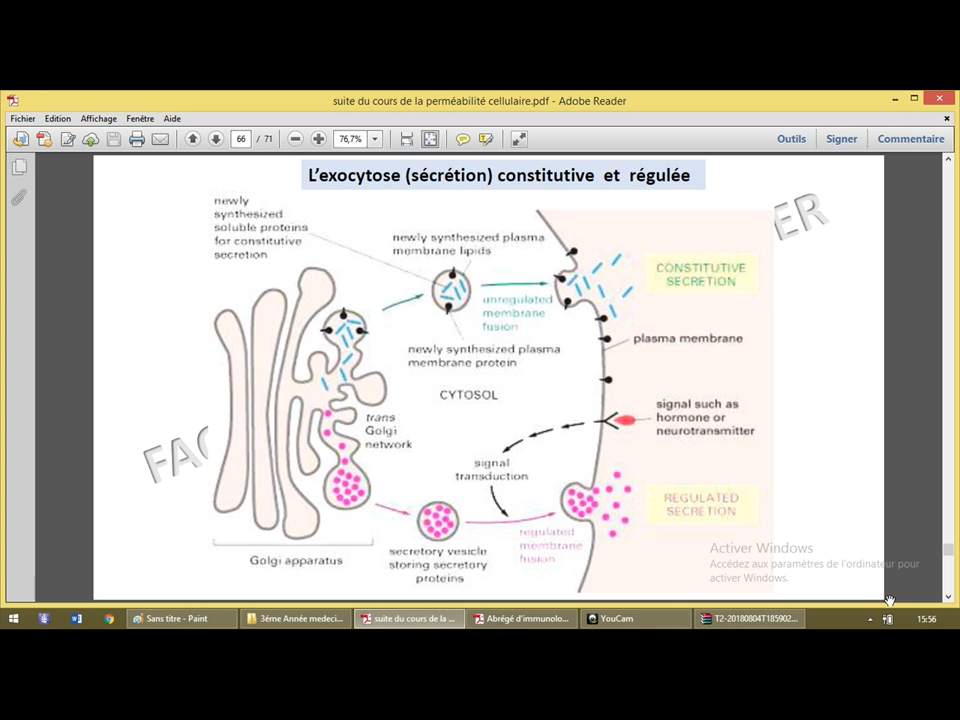 suite du cours de la perméabilité cellulaire.pdf - Adobe Reader
Fichier Edition Affichage Fenêtre Aide
66 / 71 76,7% Outils Signer Commentaire
L'exocytose (sécrétion) constitutive et régulée
newly
synthesized
soluble proteins
for constitutive
secretion
newly synthesized plasma
membrane lipids
CONSTITUTIVE
SECRETION
unregulated
membrane
fusion
plasma membrane
newly synthesized plasma
membrane protein
CYTOSOL
signal such as
hormone or
neurotransmitter
trans
Golgi
network
signal
transduction
REGULATED
SECRETION
regulated
membrane
fusion
secretory vesicle
storing secretory
proteins
Golgi apparatus
Activer Windows
Accédez aux paramètres de l'ordinateur pour
activer Windows.
Sans titre - Paint 3éme Année medeci... suite du cours de la ... Abrégé d'immunolo... YouCam T2-20180804T185902... 15:56